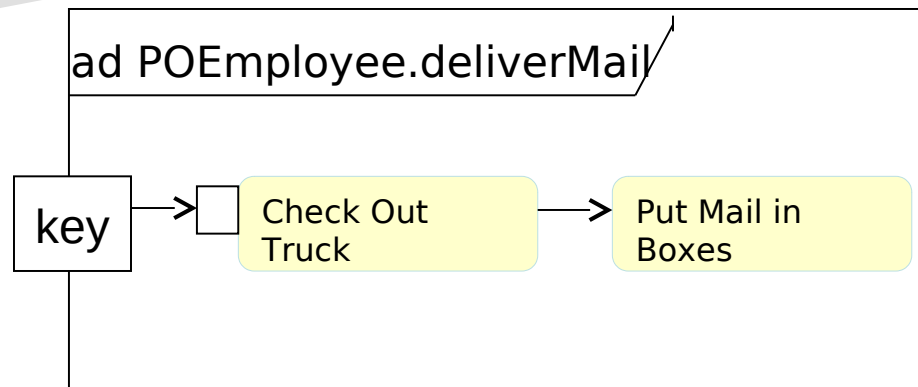 ad POEmployee.deliverMail
key
Check Out
Truck
Put Mail in
Boxes